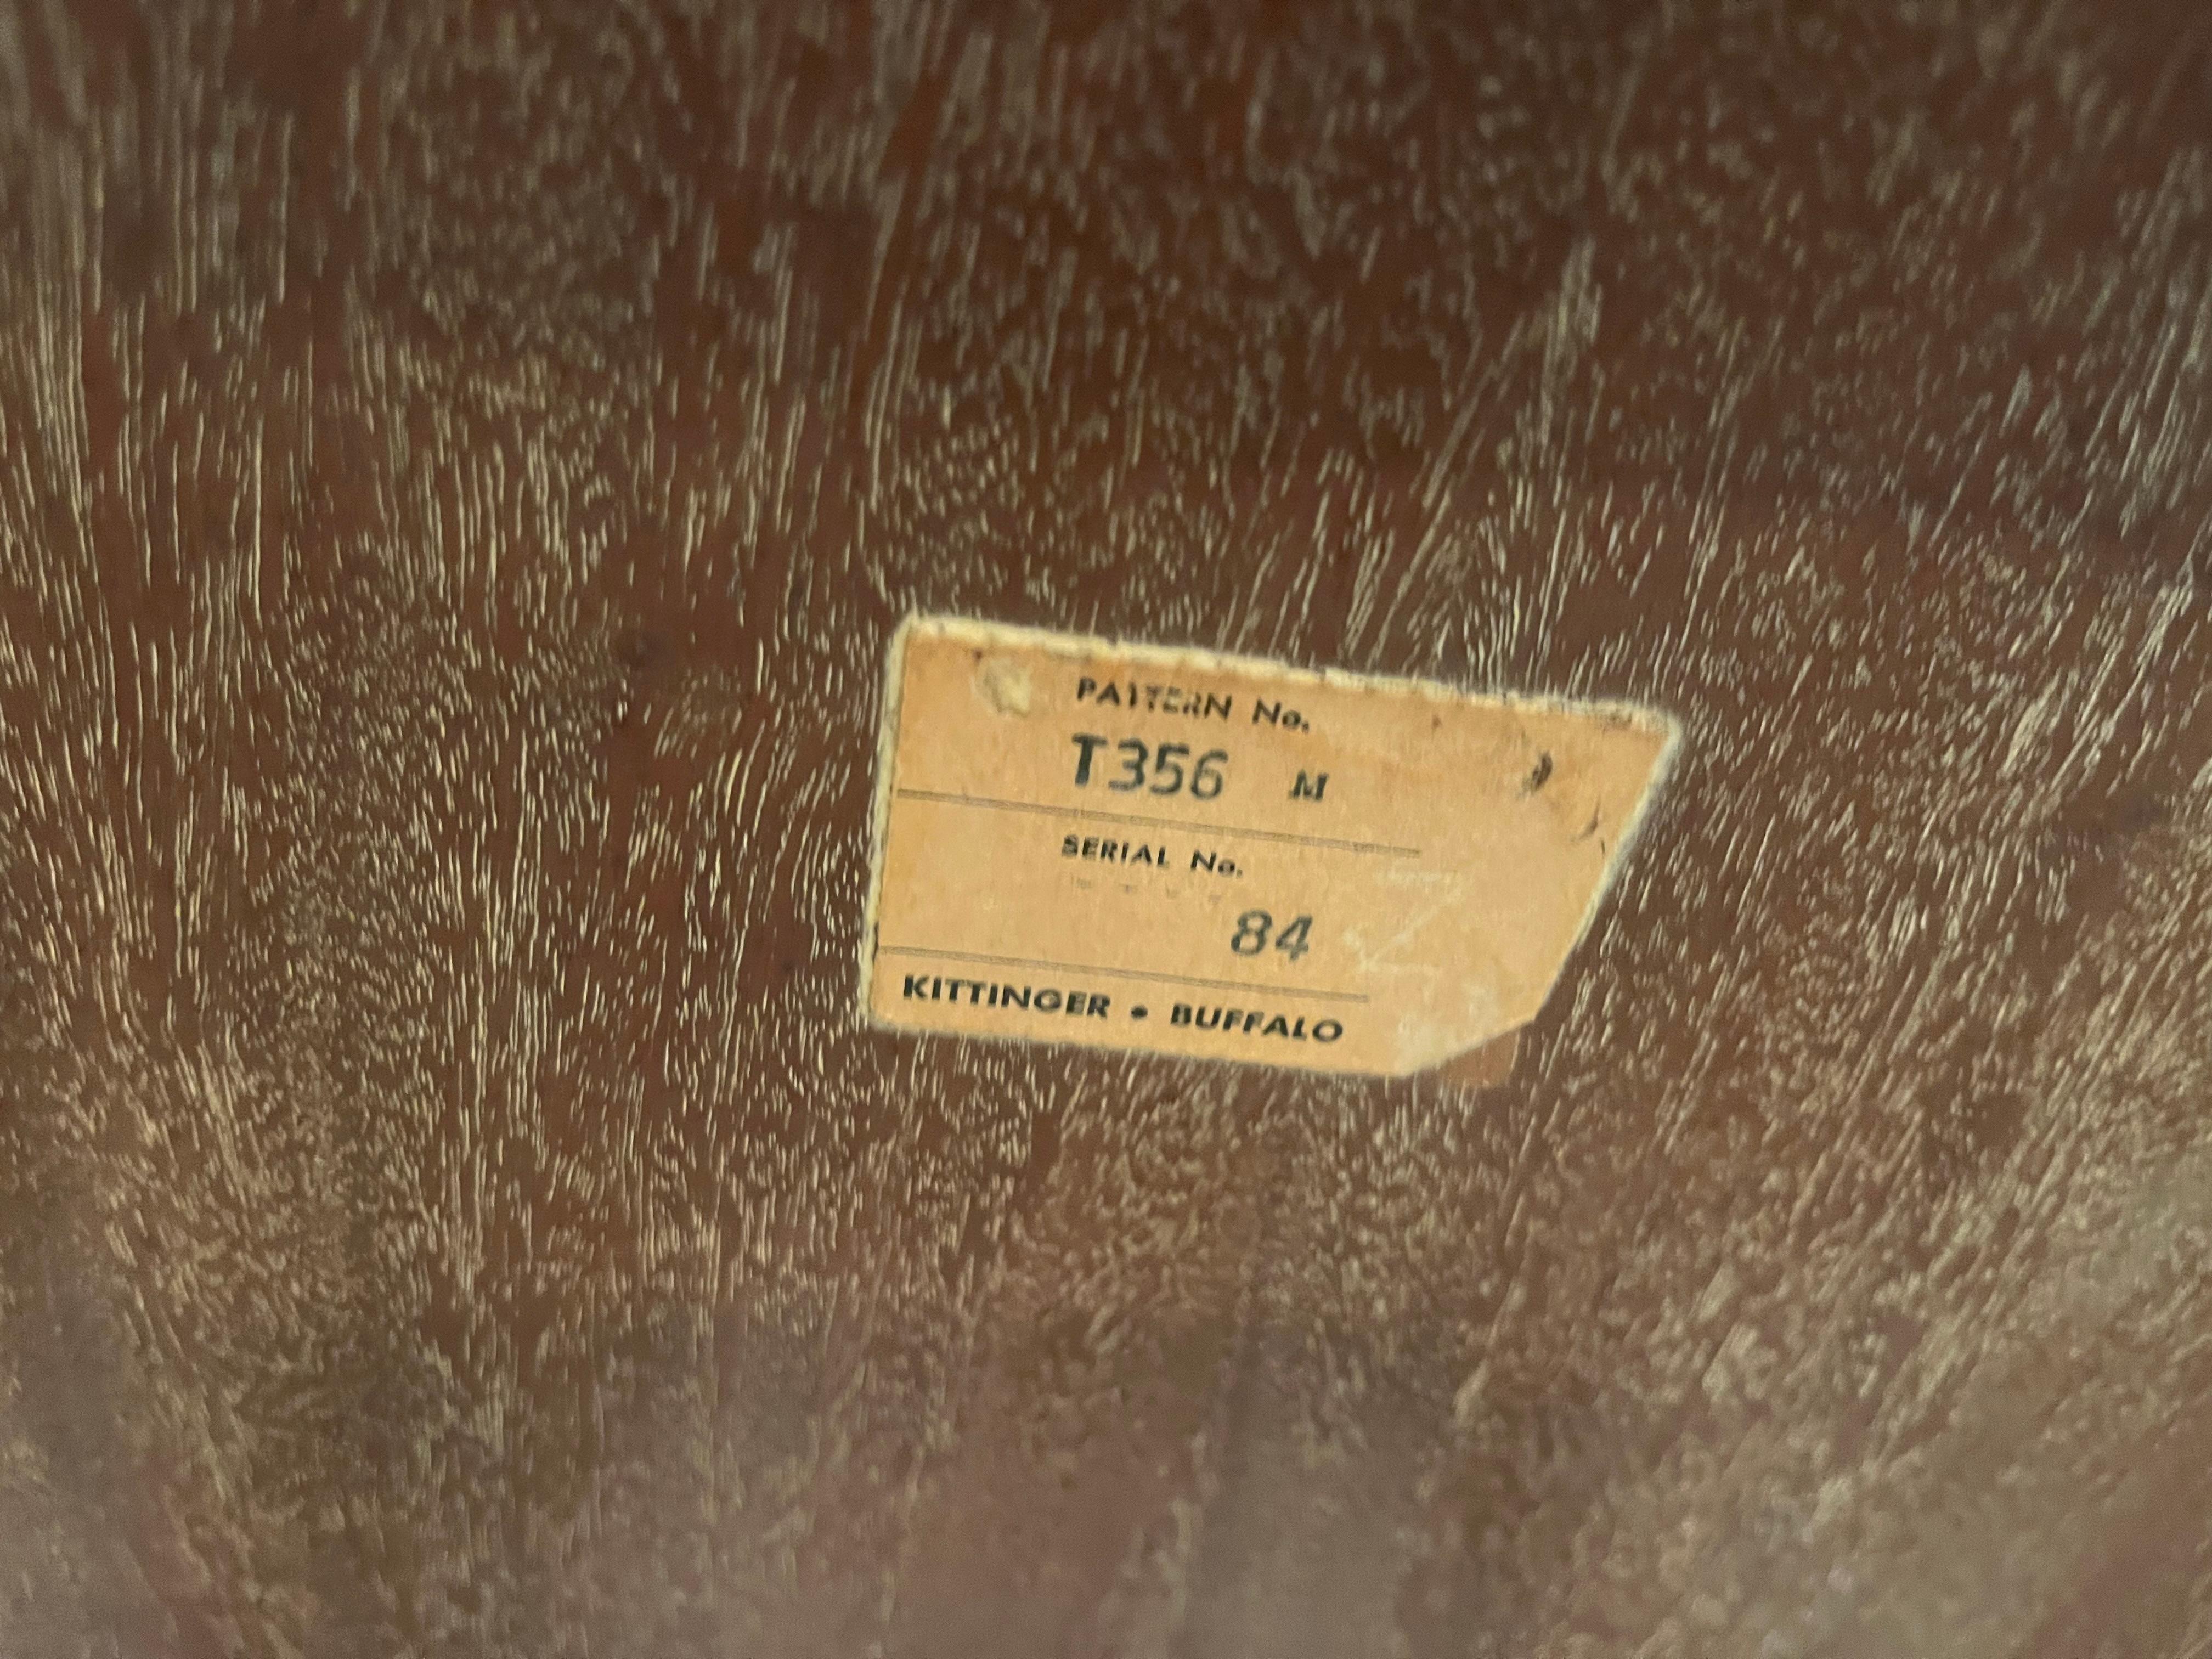 PATTERN No.
T356 M
SERIAL No.
84
KITTINGER • BUFFALO